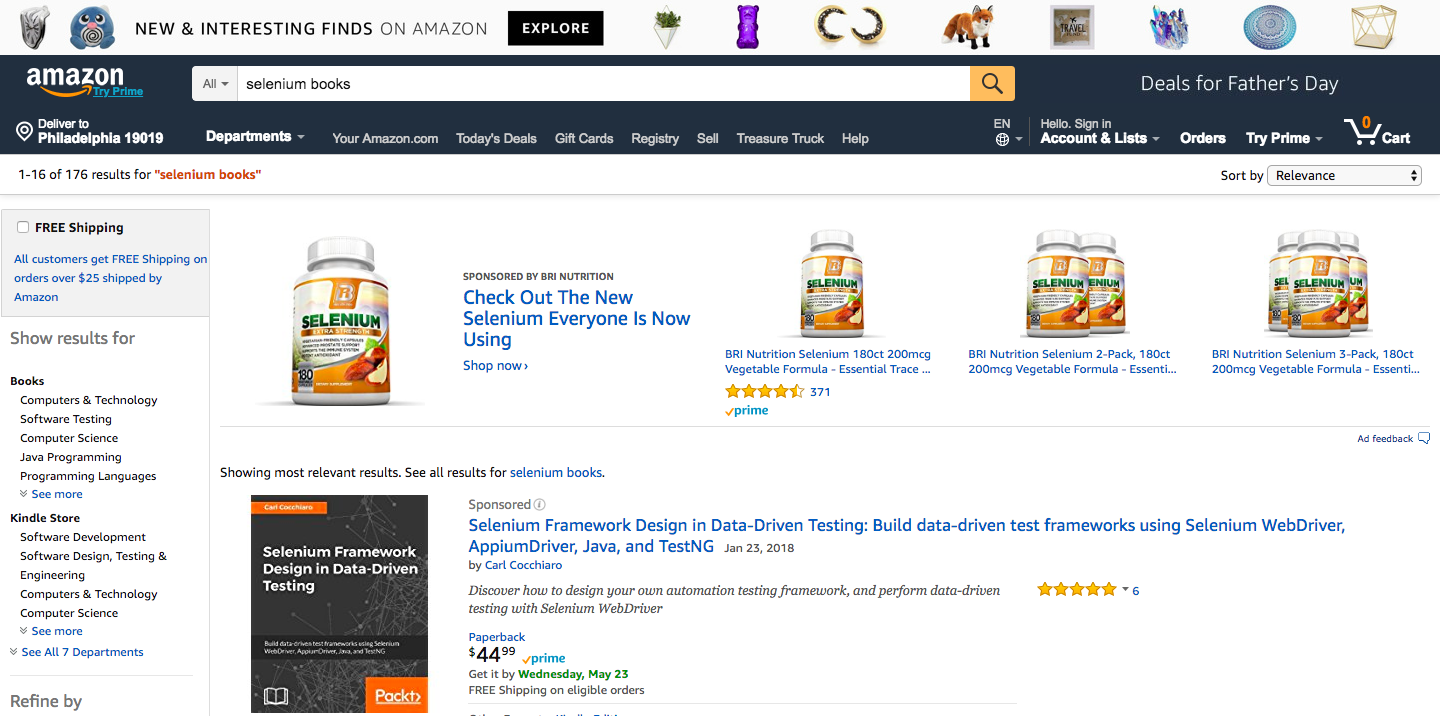 NEW & INTERESTING FINDS ON AMAZON EXPLORE
TRAVEL
amazon
Try Prime
All
selenium books
Deals for Father's Day
Deliver to
Philadelphia 19019
Departments
Your Amazon.com Today's Deals Gift Cards Registry Sell Treasure Truck Help
EN
Hello. Sign in
Account & Lists
Orders
Try Prime
0
Cart
1-16 of 176 results for "selenium books"
Sort by Relevance
FREE Shipping
All customers get FREE Shipping on
orders over $25 shipped by
Amazon
Show results for
Books
Computers & Technology
Software Testing
Computer Science
Java Programming
Programming Languages
See more
Kindle Store
Software Development
Software Design, Testing &
Engineering
Computers & Technology
Computer Science
See more
See All 7 Departments
Refine by
B
SELENIUM
EXTRA STRENGTH
180
SPONSORED BY BRI NUTRITION
Check Out The New
Selenium Everyone Is Now
Using
Shop now ›
SELENIUM
BRI Nutrition Selenium 180ct 200mcg
Vegetable Formula - Essential Trace ...
371
prime
SELENIUM
BRI Nutrition Selenium 2-Pack, 180ct
200mcg Vegetable Formula - Essenti...
SELENIUM
BRI Nutrition Selenium 3-Pack, 180ct
200mcg Vegetable Formula - Essenti...
Ad feedback
Showing most relevant results. See all results for selenium books.
Carl Cocchiaro
Selenium Framework
Design in Data-Driven
Testing
Build data-driven test frameworks using Selenium
WebDriver, AppiumDriver, Java, and TestNG
Packt>
Sponsored
Selenium Framework Design in Data-Driven Testing: Build data-driven test frameworks using Selenium WebDriver,
AppiumDriver, Java, and TestNG Jan 23, 2018
by Carl Cocchiaro
Discover how to design your own automation testing framework, and perform data-driven
testing with Selenium WebDriver
6
Paperback
$44 99 prime
Get it by Wednesday, May 23
FREE Shipping on eligible orders